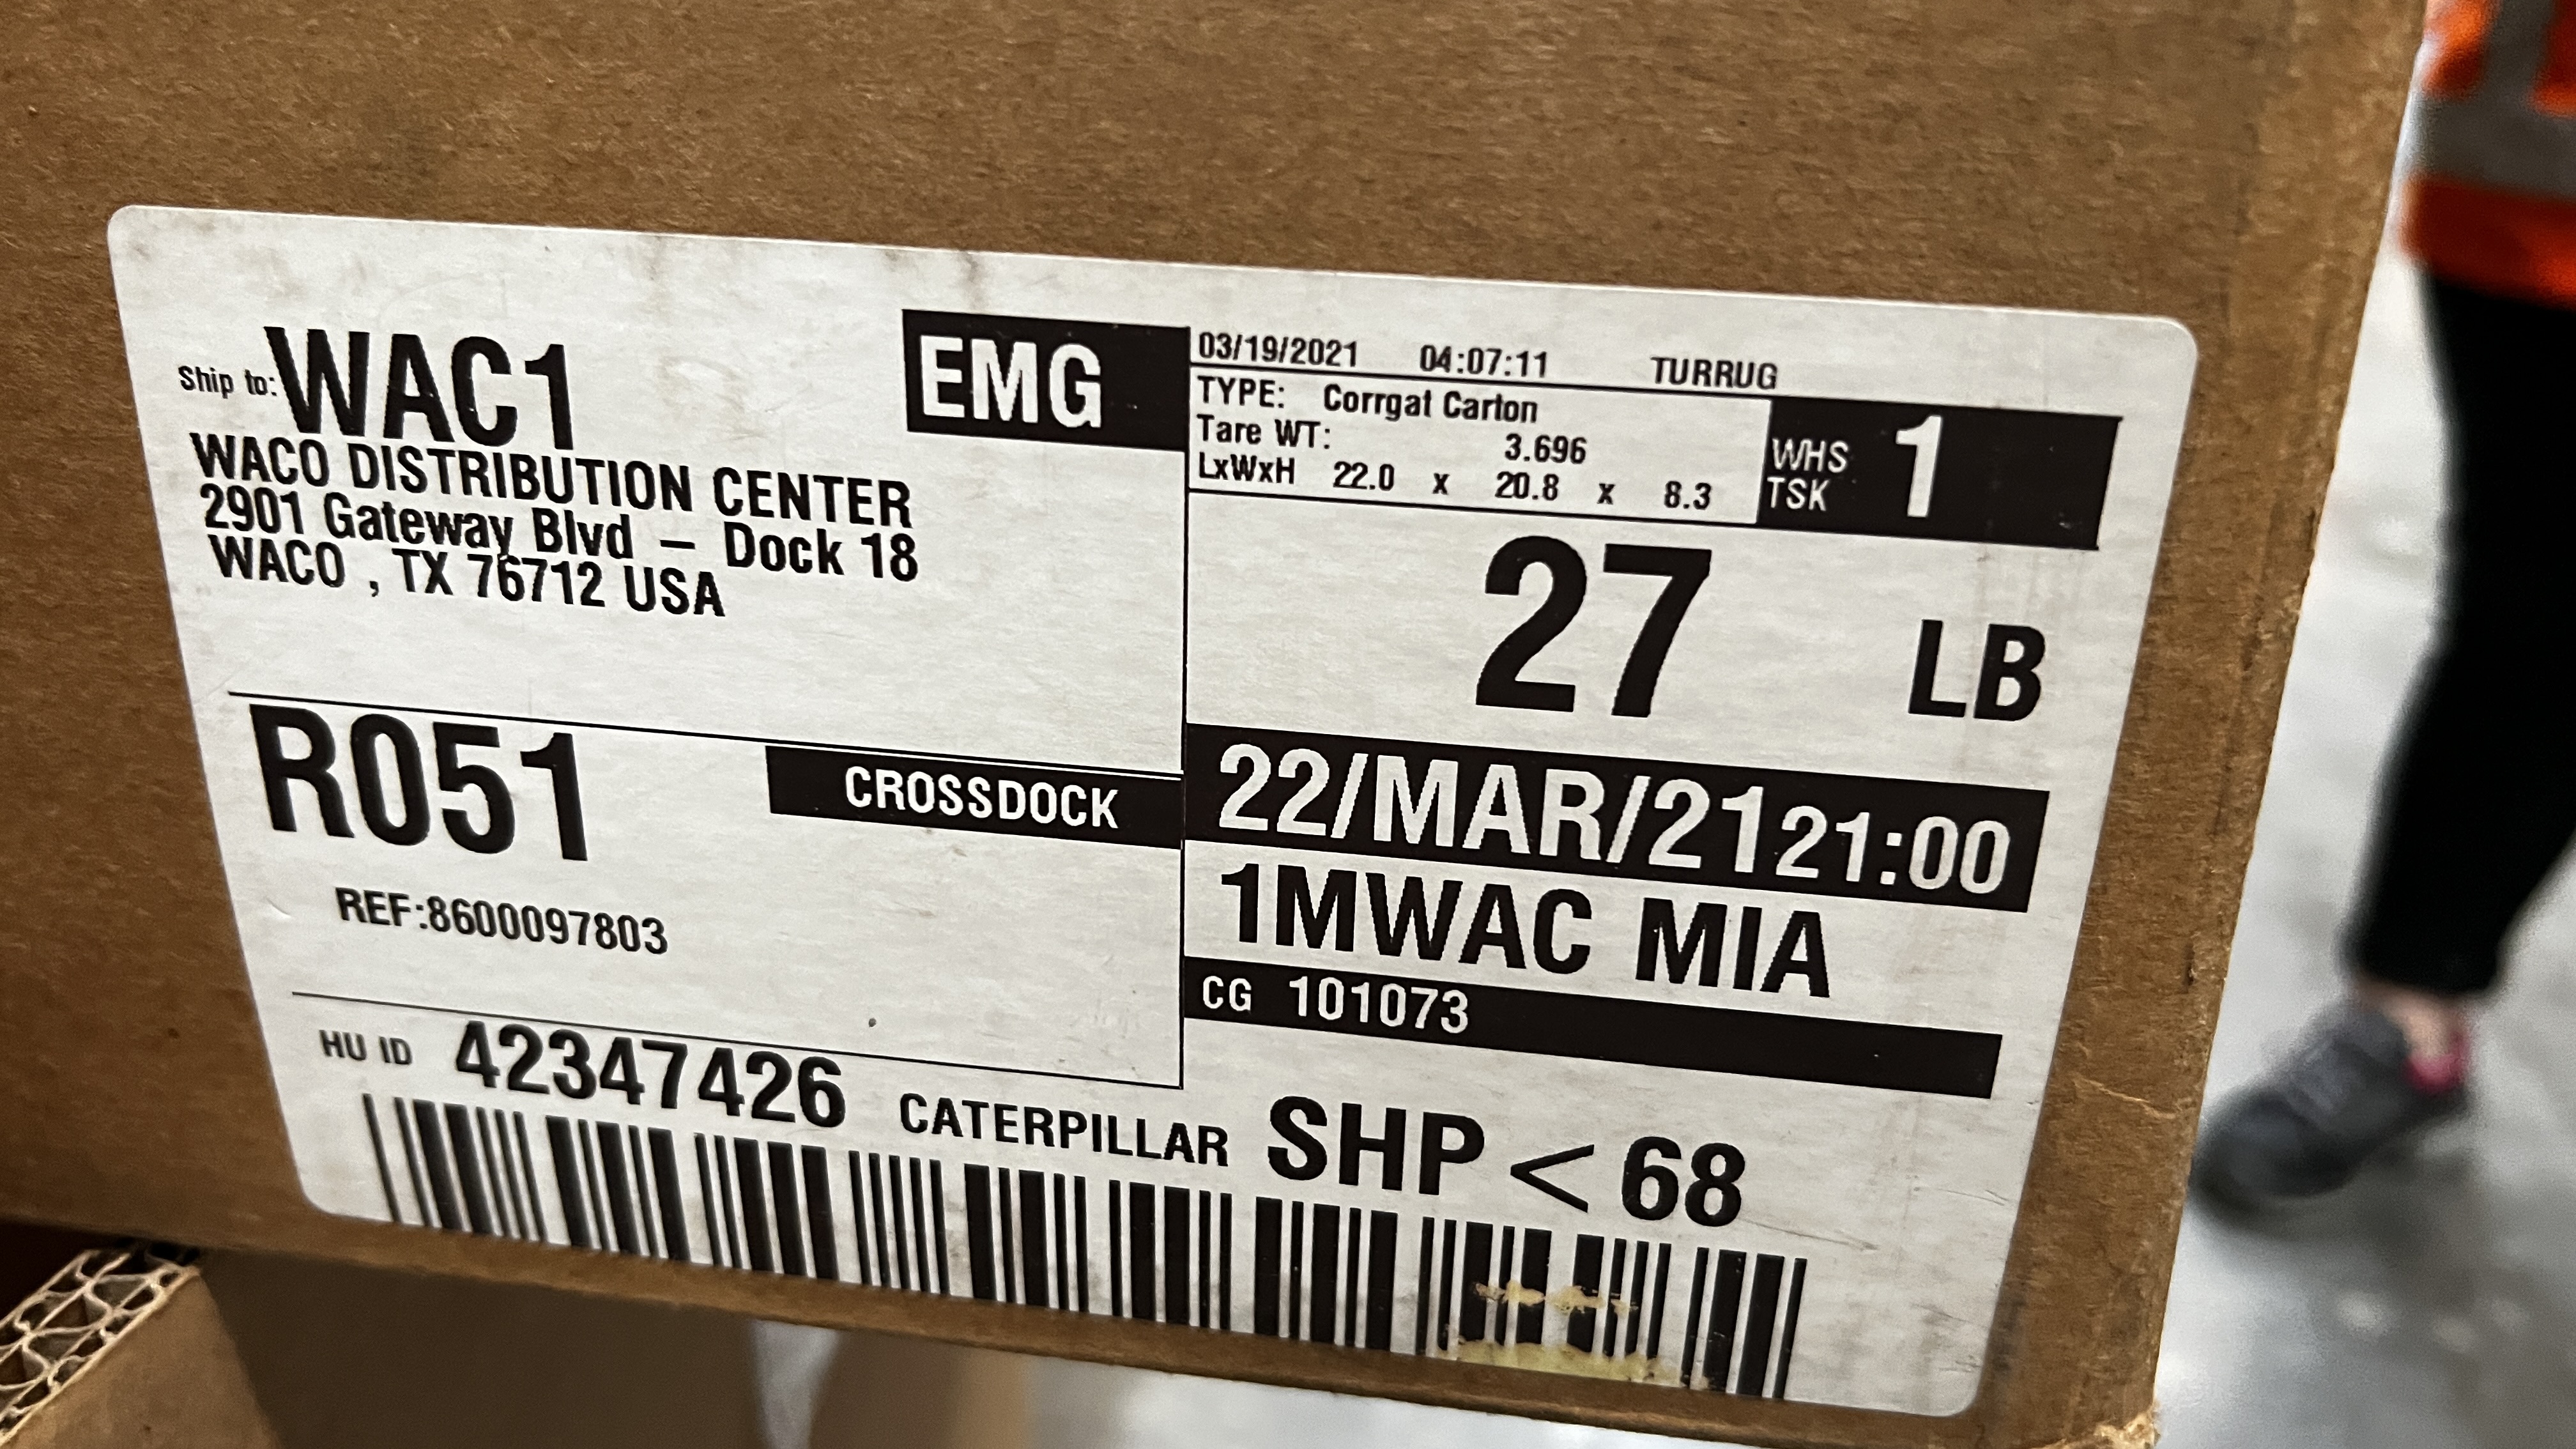 Ship to: WAC1
EMG
WACO DISTRIBUTION CENTER
2901 Gateway Blvd – Dock 18
WACO , TX 76712 USA
03/19/2021 04:07:11 TURRUG
TYPE: Corrgat Carton
Tare WT: 3.696
LxWxH 22.0 x 20.8 x 8.3
WHS
TSK
1
27 LB
R051
CROSSDOCK
REF:8600097803
22/MAR/21 21:00
1MWAC MIA
CG 101073
HU ID 42347426 CATERPILLAR SHP < 68